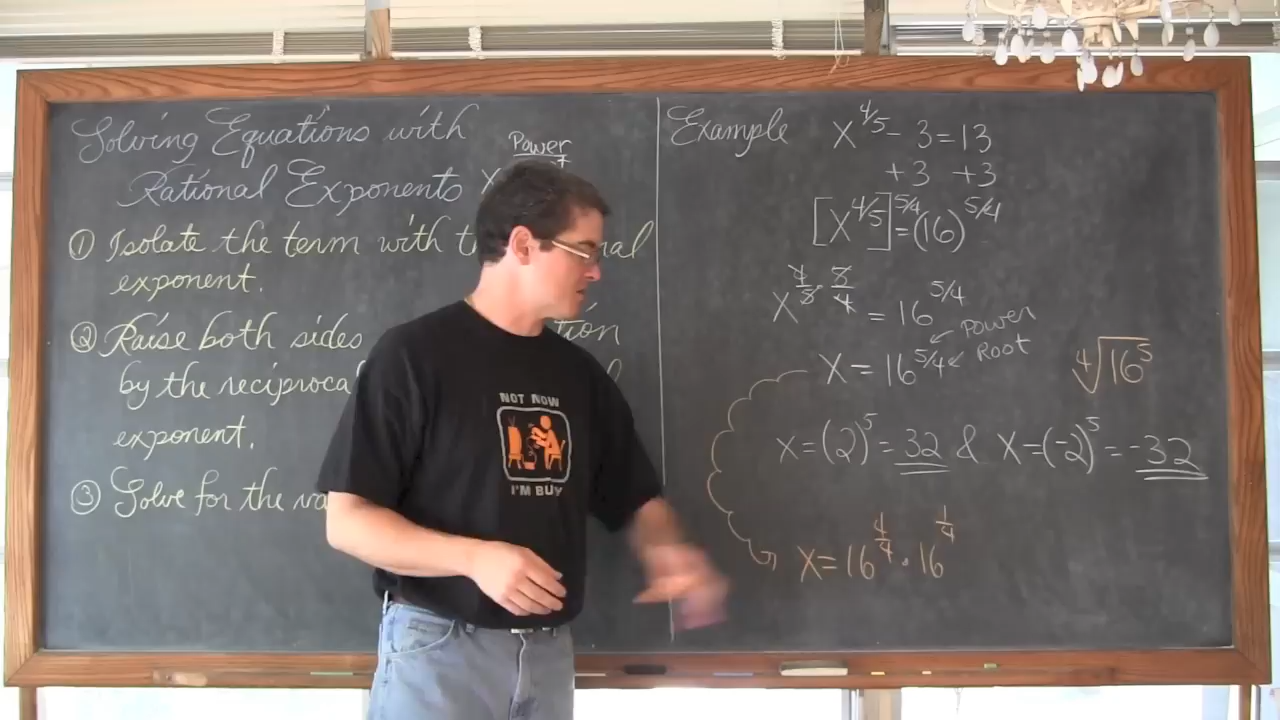 Solving Equations with
Rational Exponents
Power
X
① Isolate the term with
exponent.
② Raise both sides
by the reciprocal
exponent.
③ Solve for the
Example X^4/5 - 3 = 13
+3 +3
[X^4/5]^5/4 = (16)^5/4
X^4/5 · 5/4 = 16^5/4
Power
X = 16^5/4 Root
4√16^5
X = (2)^5 = 32 & X = (-2)^5 = -32
X = 16^4/4 · 16^1/4
NOT NOW
I'M BUSY